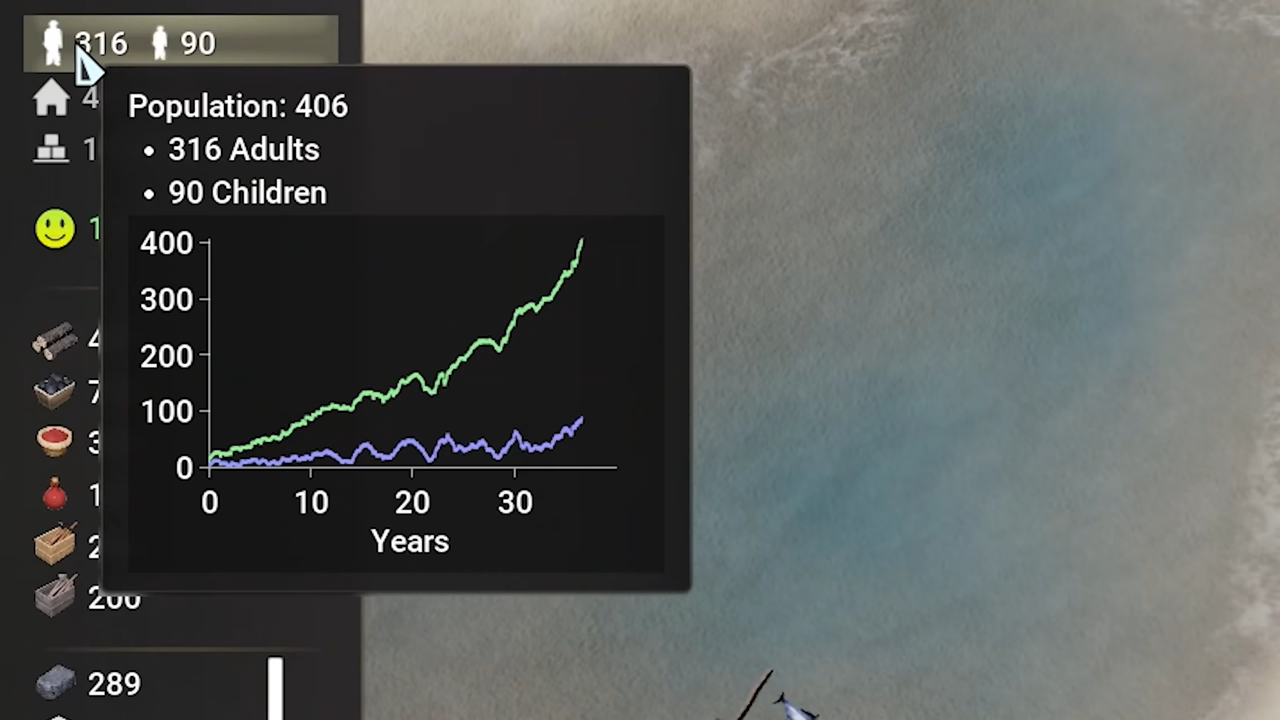 316 90
Population: 406
• 316 Adults
• 90 Children
400
300
200
100
0
0 10 20 30
Years
200
289